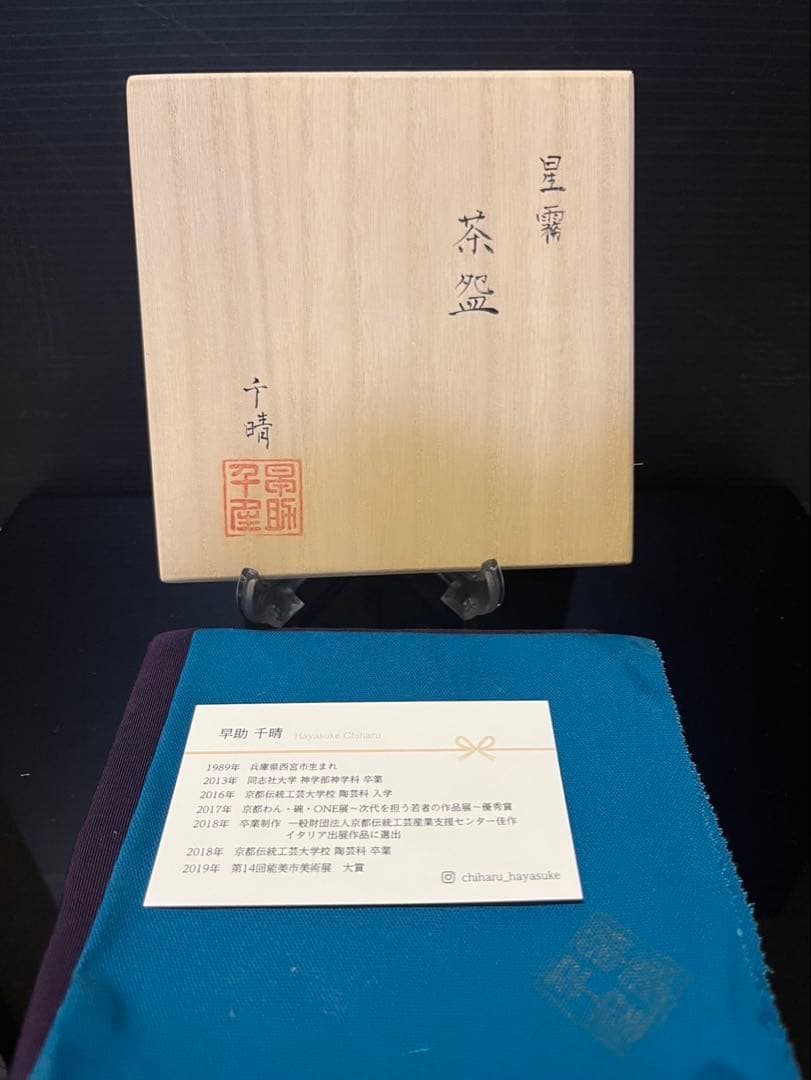 星霧
茶盌
千晴
早助 千晴 Hayasuke Chiharu
1989年 兵庫県西宮市生まれ
2013年 同志社大学 神学部神学科 卒業
2016年 京都伝統工芸大学校 陶芸科 入学
2017年 京都わん・碗・ONE展~次代を担う若者の作品展~優秀賞
2018年 卒業制作 一般財団法人京都伝統工芸産業支援センター佳作
イタリア出展作品に選出
2018年 京都伝統工芸大学校 陶芸科 卒業
2019年 第14回能美市美術展 大賞
chiharu_hayasuke